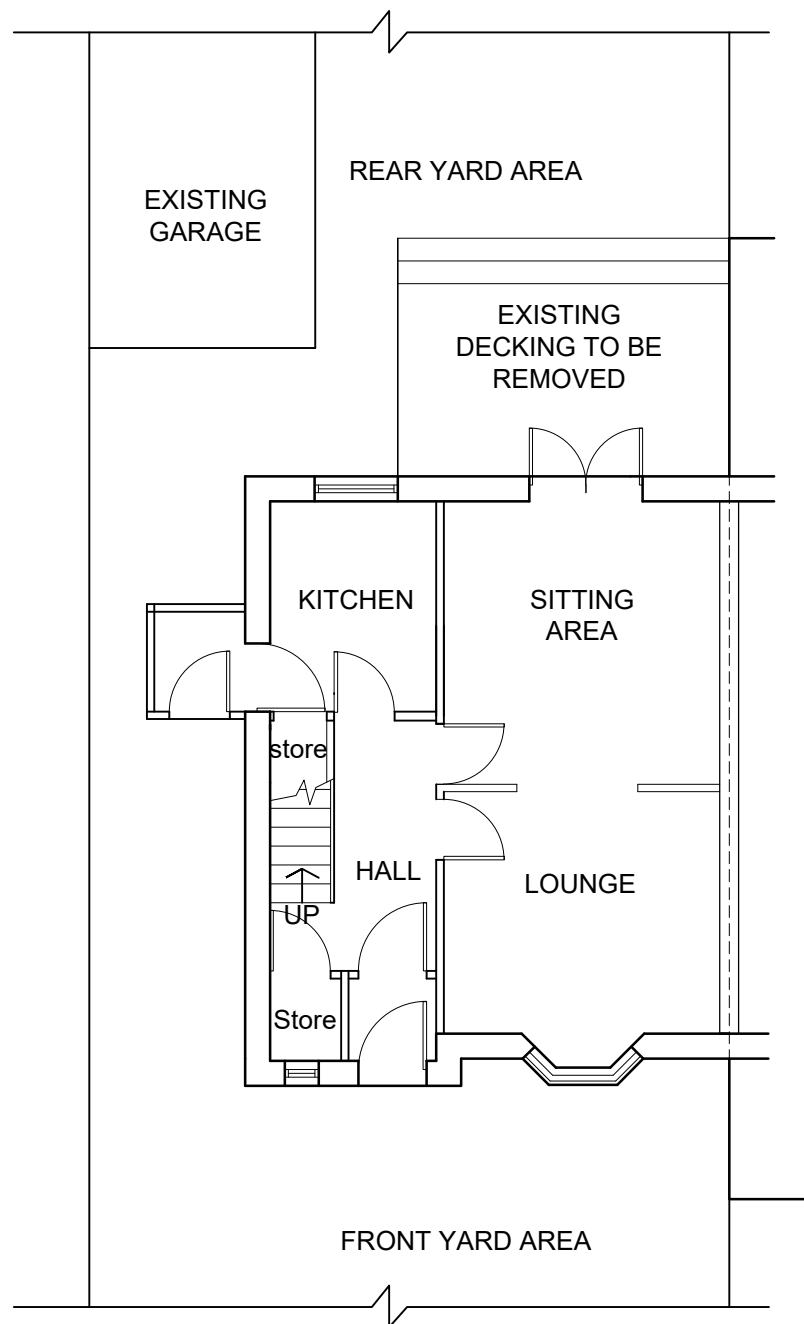 REAR YARD AREA
EXISTING
GARAGE
EXISTING
DECKING TO BE
REMOVED
KITCHEN
SITTING
AREA
store
HALL
LOUNGE
UP
Store
FRONT YARD AREA